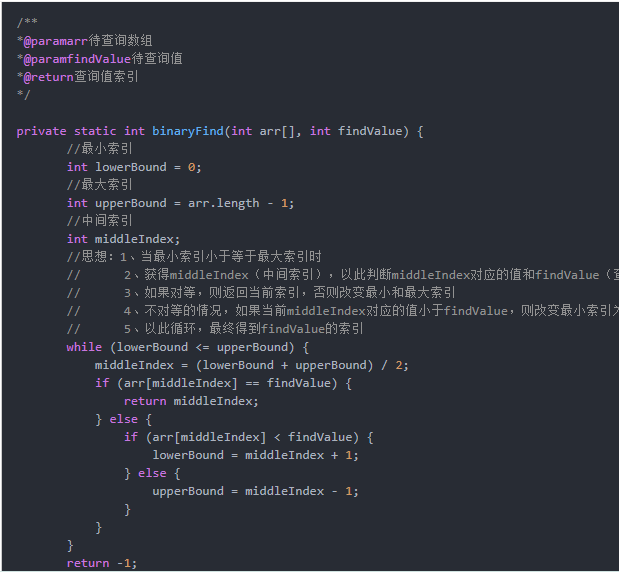 /**
*@paramarr待查询数组
*@paramfindValue待查询值
*@return查询值索引
*/
private static int binaryFind(int arr[], int findValue) {
//最小索引
int lowerBound = 0;
//最大索引
int upperBound = arr.length - 1;
//中间索引
int middleIndex;
//思想：1、当最小索引小于等于最大索引时
// 2、获得middleIndex（中间索引），以此判断middleIndex对应的值和findValue（查
// 3、如果对等，则返回当前索引，否则改变最小和最大索引
// 4、不对等的情况，如果当前middleIndex对应的值小于findValue，则改变最小索引为
// 5、以此循环，最终得到findValue的索引
while (lowerBound <= upperBound) {
middleIndex = (lowerBound + upperBound) / 2;
if (arr[middleIndex] == findValue) {
return middleIndex;
} else {
if (arr[middleIndex] < findValue) {
lowerBound = middleIndex + 1;
} else {
upperBound = middleIndex - 1;
}
}
}
return -1;